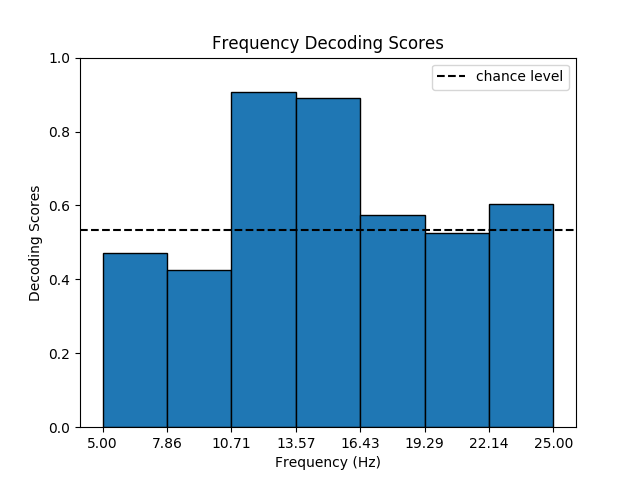 Frequency Decoding Scores
chance level
1.0
0.8
0.6
0.4
0.2
0.0
Decoding Scores
5.00 7.86 10.71 13.57 16.43 19.29 22.14 25.00
Frequency (Hz)